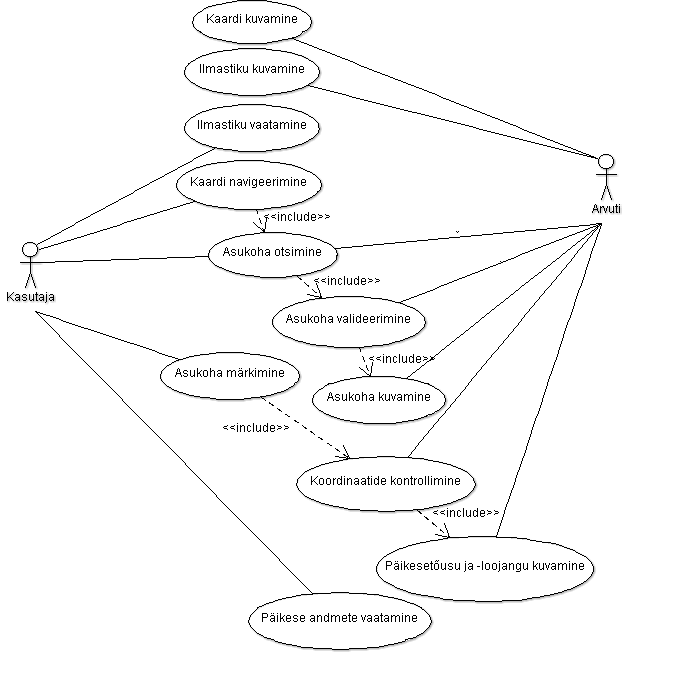 Kaardi kuvamine
Ilmastiku kuvamine
Ilmastiku vaatamine
Kaardi navigeerimine
Arvuti
<<include>>
Asukoha otsimine
<<include>>
Kasutaja
Asukoha valideerimine
<<include>>
Asukoha märkimine
Asukoha kuvamine
<<include>>
Koordinaatide kontrollimine
<<include>>
Päikesetõusu ja -loojangu kuvamine
Päikese andmete vaatamine